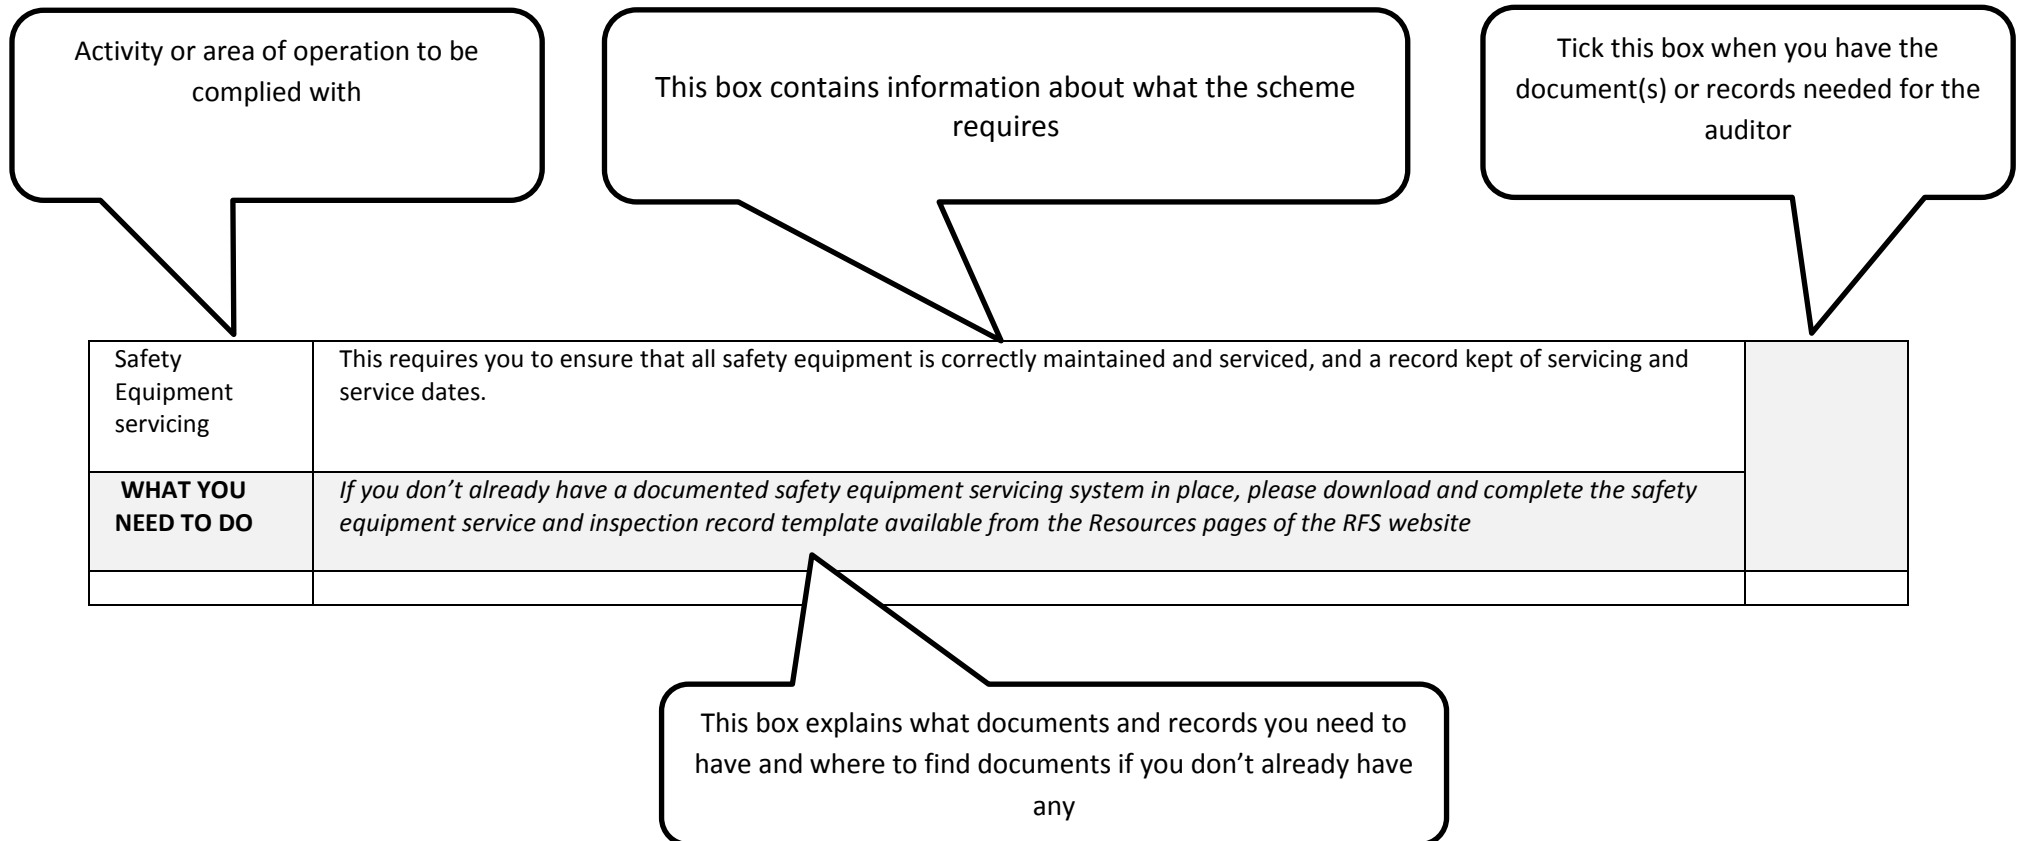 Activity or area of operation to be
complied with
This box contains information about what the scheme
requires
Tick this box when you have the
document(s) or records needed for the
auditor
Safety
Equipment
servicing
This requires you to ensure that all safety equipment is correctly maintained and serviced, and a record kept of servicing and
service dates.
WHAT YOU
NEED TO DO
If you don’t already have a documented safety equipment servicing system in place, please download and complete the safety
equipment service and inspection record template available from the Resources pages of the RFS website
This box explains what documents and records you need to
have and where to find documents if you don’t already have
any